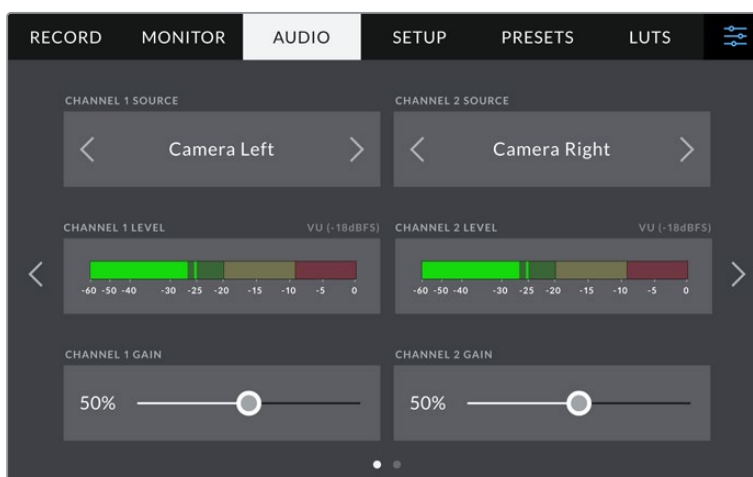 RECORD MONITOR AUDIO SETUP PRESETS LUTS
CHANNEL 1 SOURCE CHANNEL 2 SOURCE
Camera Left Camera Right
CHANNEL 1 LEVEL VU (-18dBFS) CHANNEL 2 LEVEL VU (-18dBFS)
-60 -50 -40 -30 -25 -20 -15 -10 -5 0 -60 -50 -40 -30 -25 -20 -15 -10 -5 0
CHANNEL 1 GAIN CHANNEL 2 GAIN
50% 50%